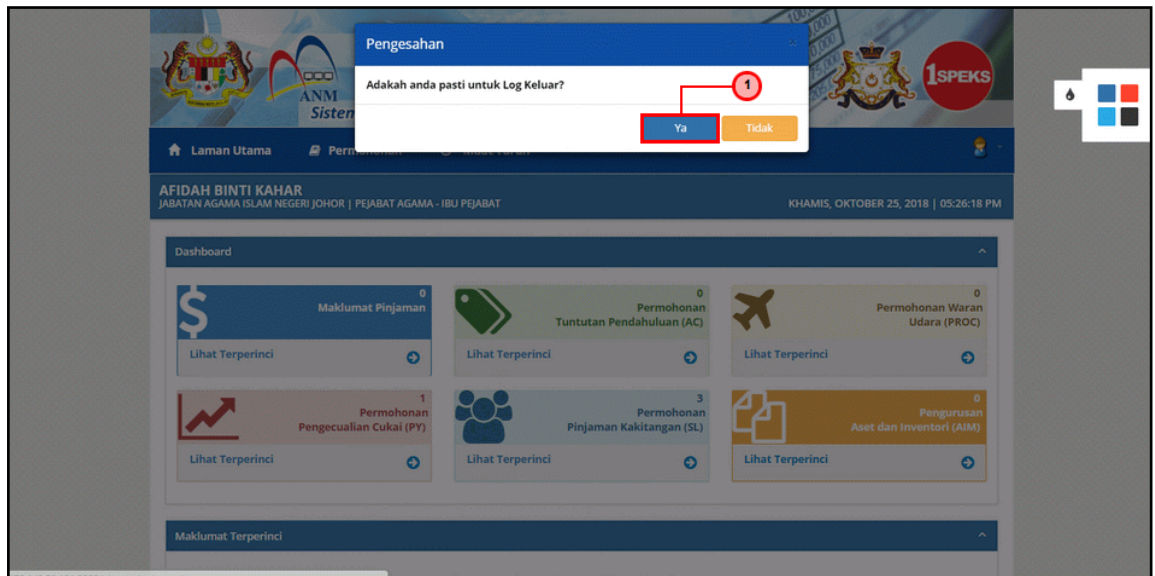 Pengesahan
×
Adakah anda pasti untuk Log Keluar?
1
Ya
Tidak
ANM
Sistem
1SPEKS
Laman Utama
Permohonan
Muat Turun
AFIDAH BINTI KAHAR
JABATAN AGAMA ISLAM NEGERI JOHOR | PEJABAT AGAMA - IBU PEJABAT
KHAMIS, OKTOBER 25, 2018 | 05:26:18 PM
Dashboard
0
Maklumat Pinjaman
Lihat Terperinci
0
Permohonan
Tuntutan Pendahuluan (AC)
Lihat Terperinci
0
Permohonan Waran
Udara (PROC)
Lihat Terperinci
1
Permohonan
Pengecualian Cukai (PY)
Lihat Terperinci
3
Permohonan
Pinjaman Kakitangan (SL)
Lihat Terperinci
0
Pengurusan
Aset dan Inventori (AIM)
Lihat Terperinci
Maklumat Terperinci